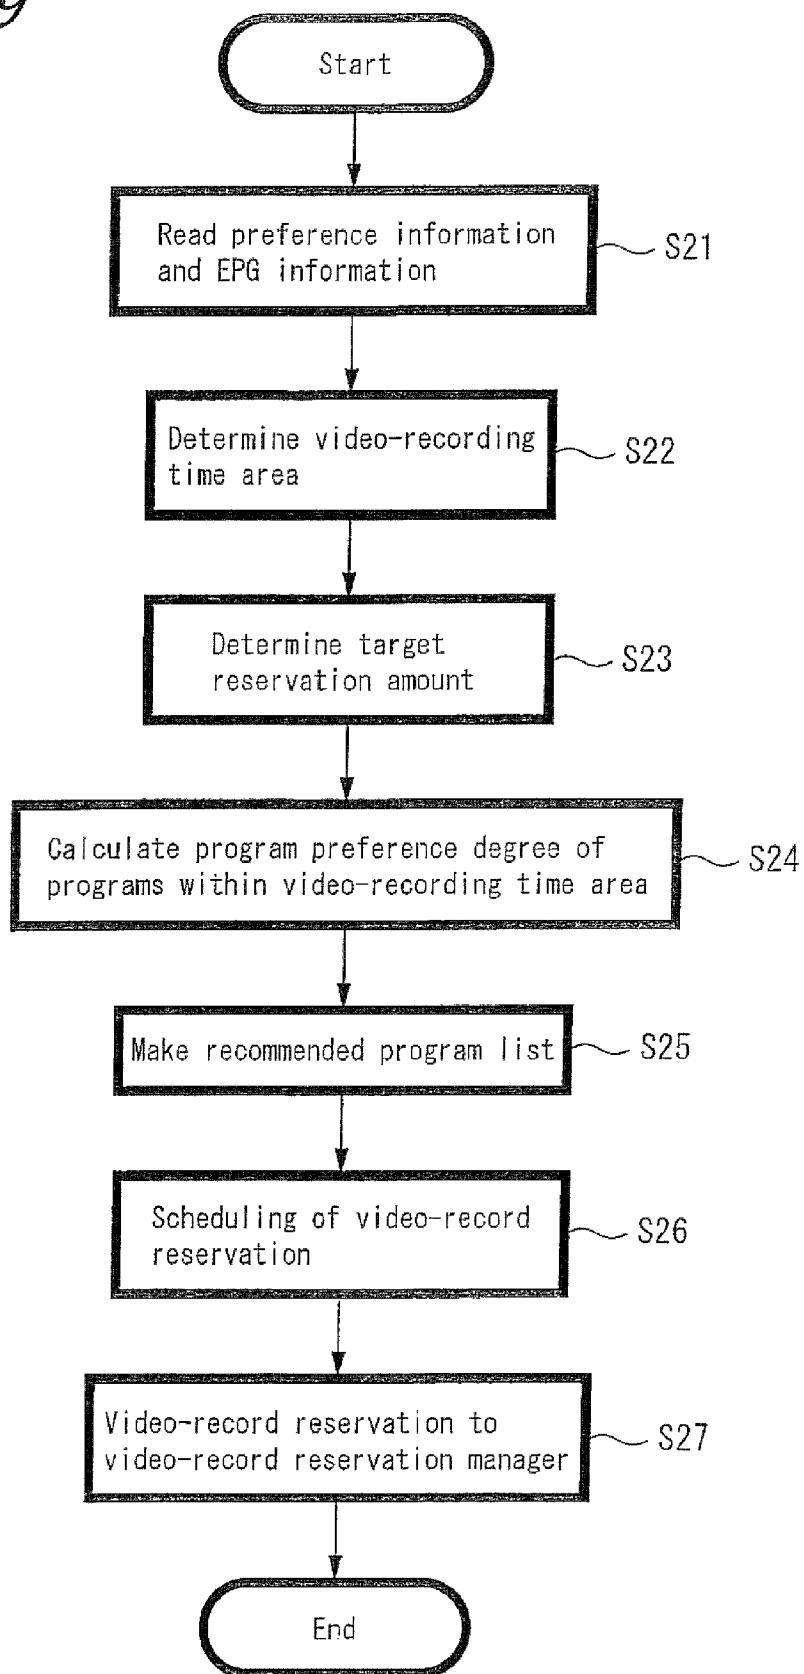 Start
Read preference information
and EPG information
S21
Determine video-recording
time area
S22
Determine target
reservation amount
S23
Calculate program preference degree of
programs within video-recording time area
S24
Make recommended program list
S25
Scheduling of video-record
reservation
S26
Video-record reservation to
video-record reservation manager
S27
End